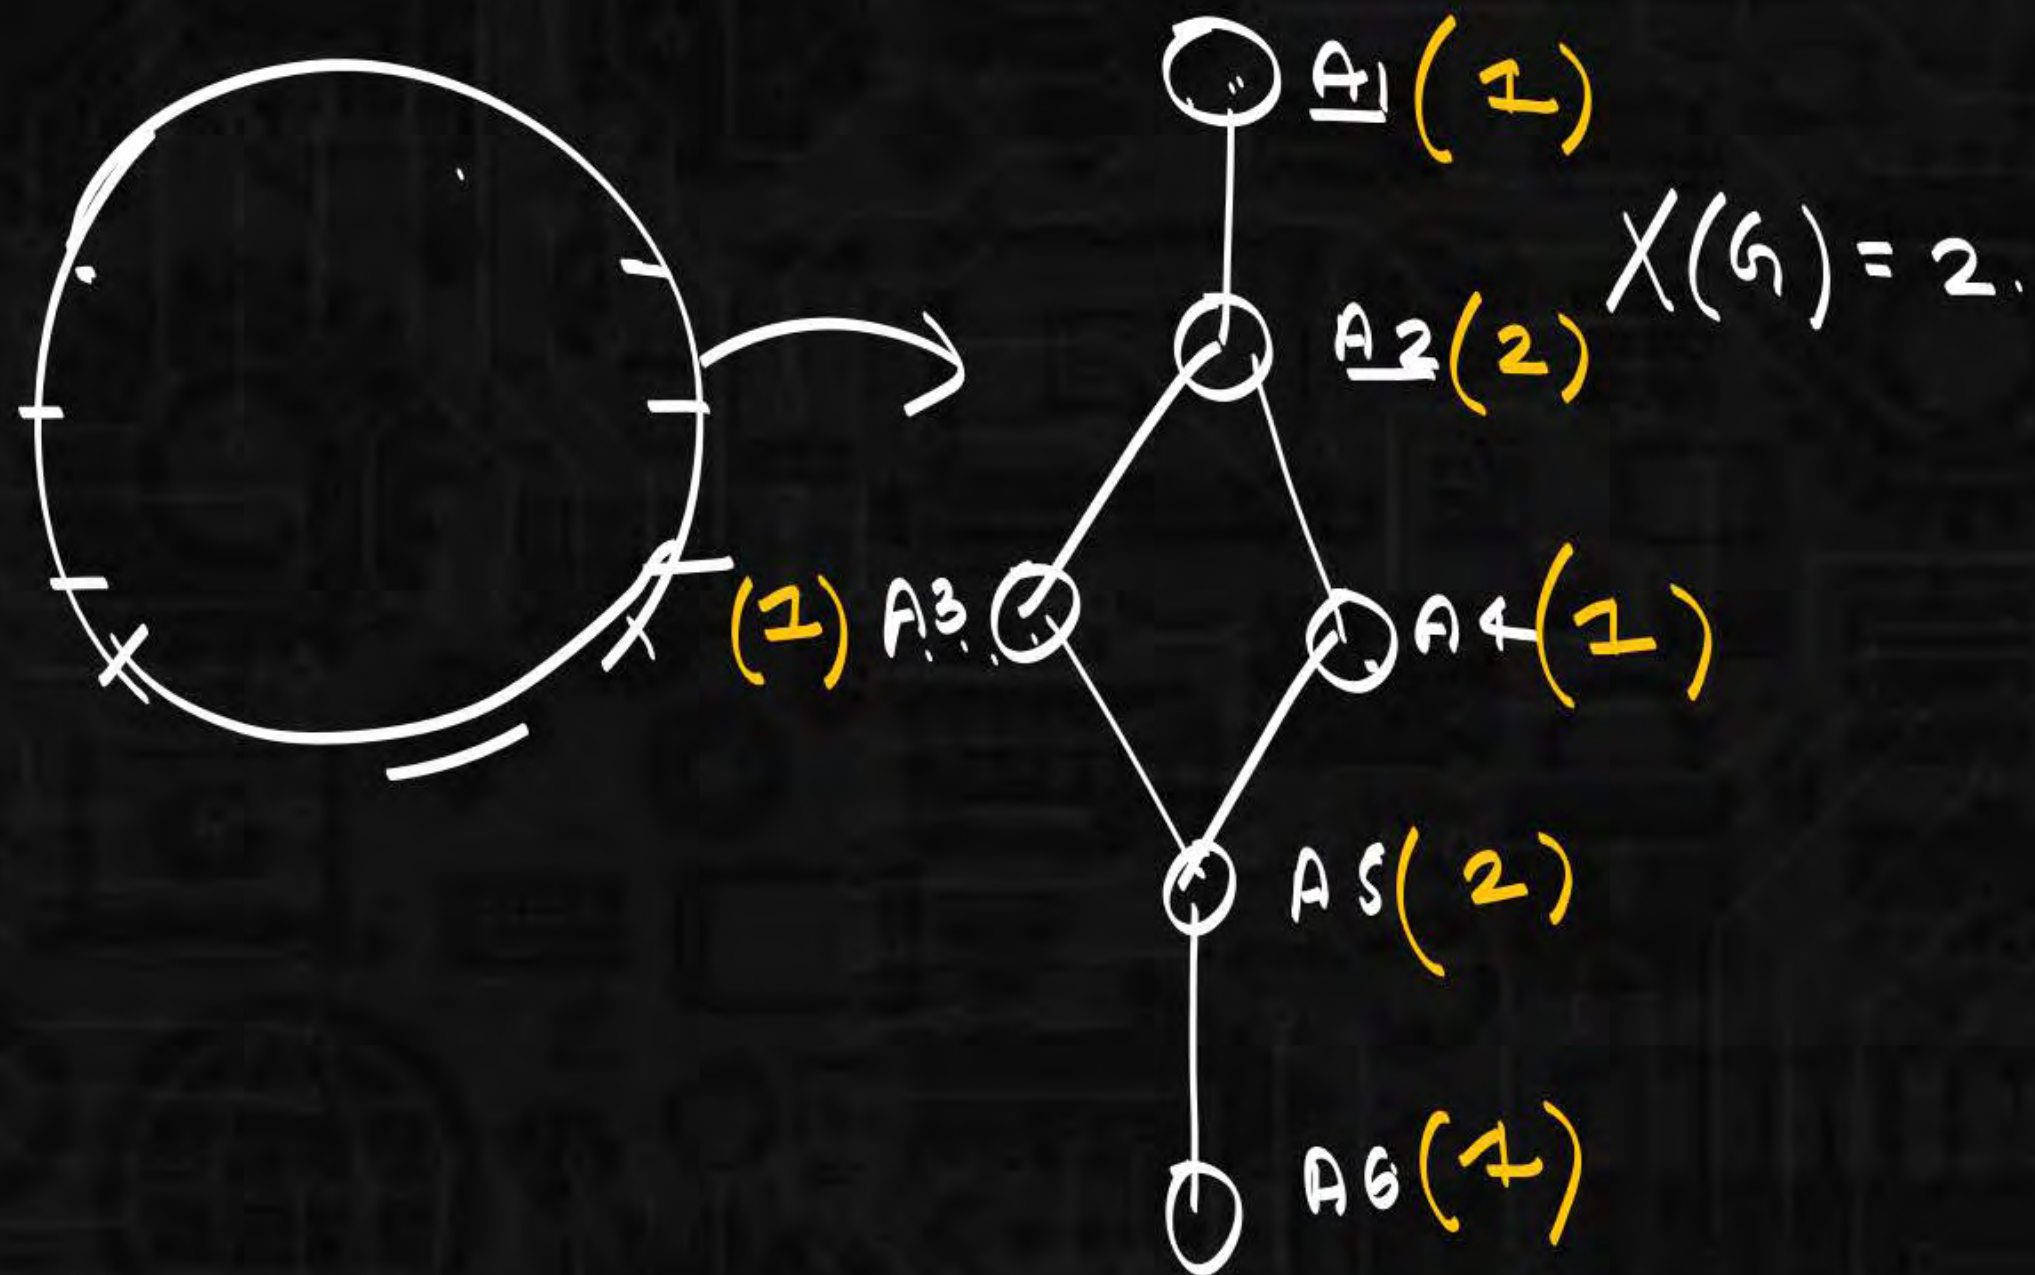 A1 (1)
X(G) = 2.
A2 (2)
(1) A3
A4 (1)
A5 (2)
A6 (1)